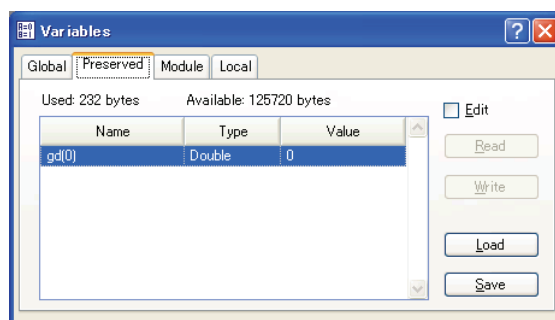 Variables
Global Preserved Module Local
Used: 232 bytes Available: 125720 bytes
Edit
Name Type Value
Read
gd(0) Double 0
Write
Load
Save